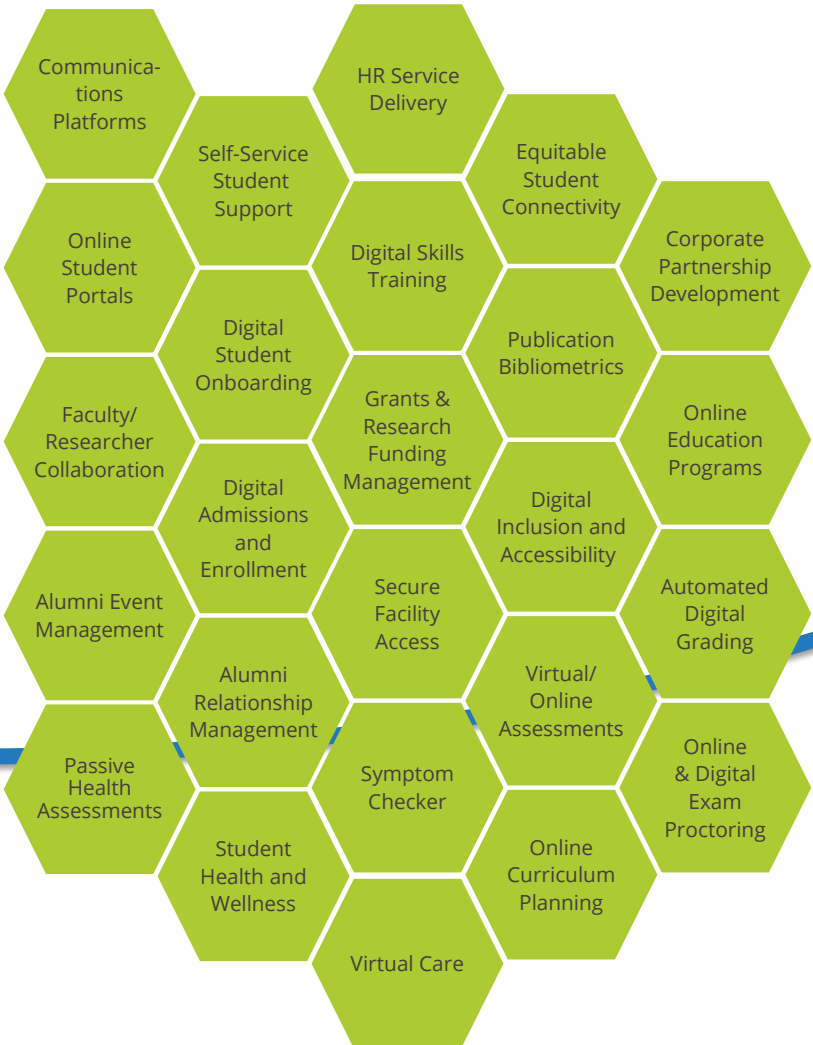 Communica-
tions
Platforms
HR Service
Delivery
Self-Service
Student
Support
Equitable
Student
Connectivity
Online
Student
Portals
Digital Skills
Training
Corporate
Partnership
Development
Digital
Student
Onboarding
Publication
Bibliometrics
Faculty/
Researcher
Collaboration
Grants &
Research
Funding
Management
Online
Education
Programs
Digital
Admissions
and
Enrollment
Digital
Inclusion and
Accessibility
Alumni Event
Management
Secure
Facility
Access
Automated
Digital
Grading
Alumni
Relationship
Management
Virtual/
Online
Assessments
Passive
Health
Assessments
Symptom
Checker
Online
& Digital
Exam
Proctoring
Student
Health and
Wellness
Online
Curriculum
Planning
Virtual Care